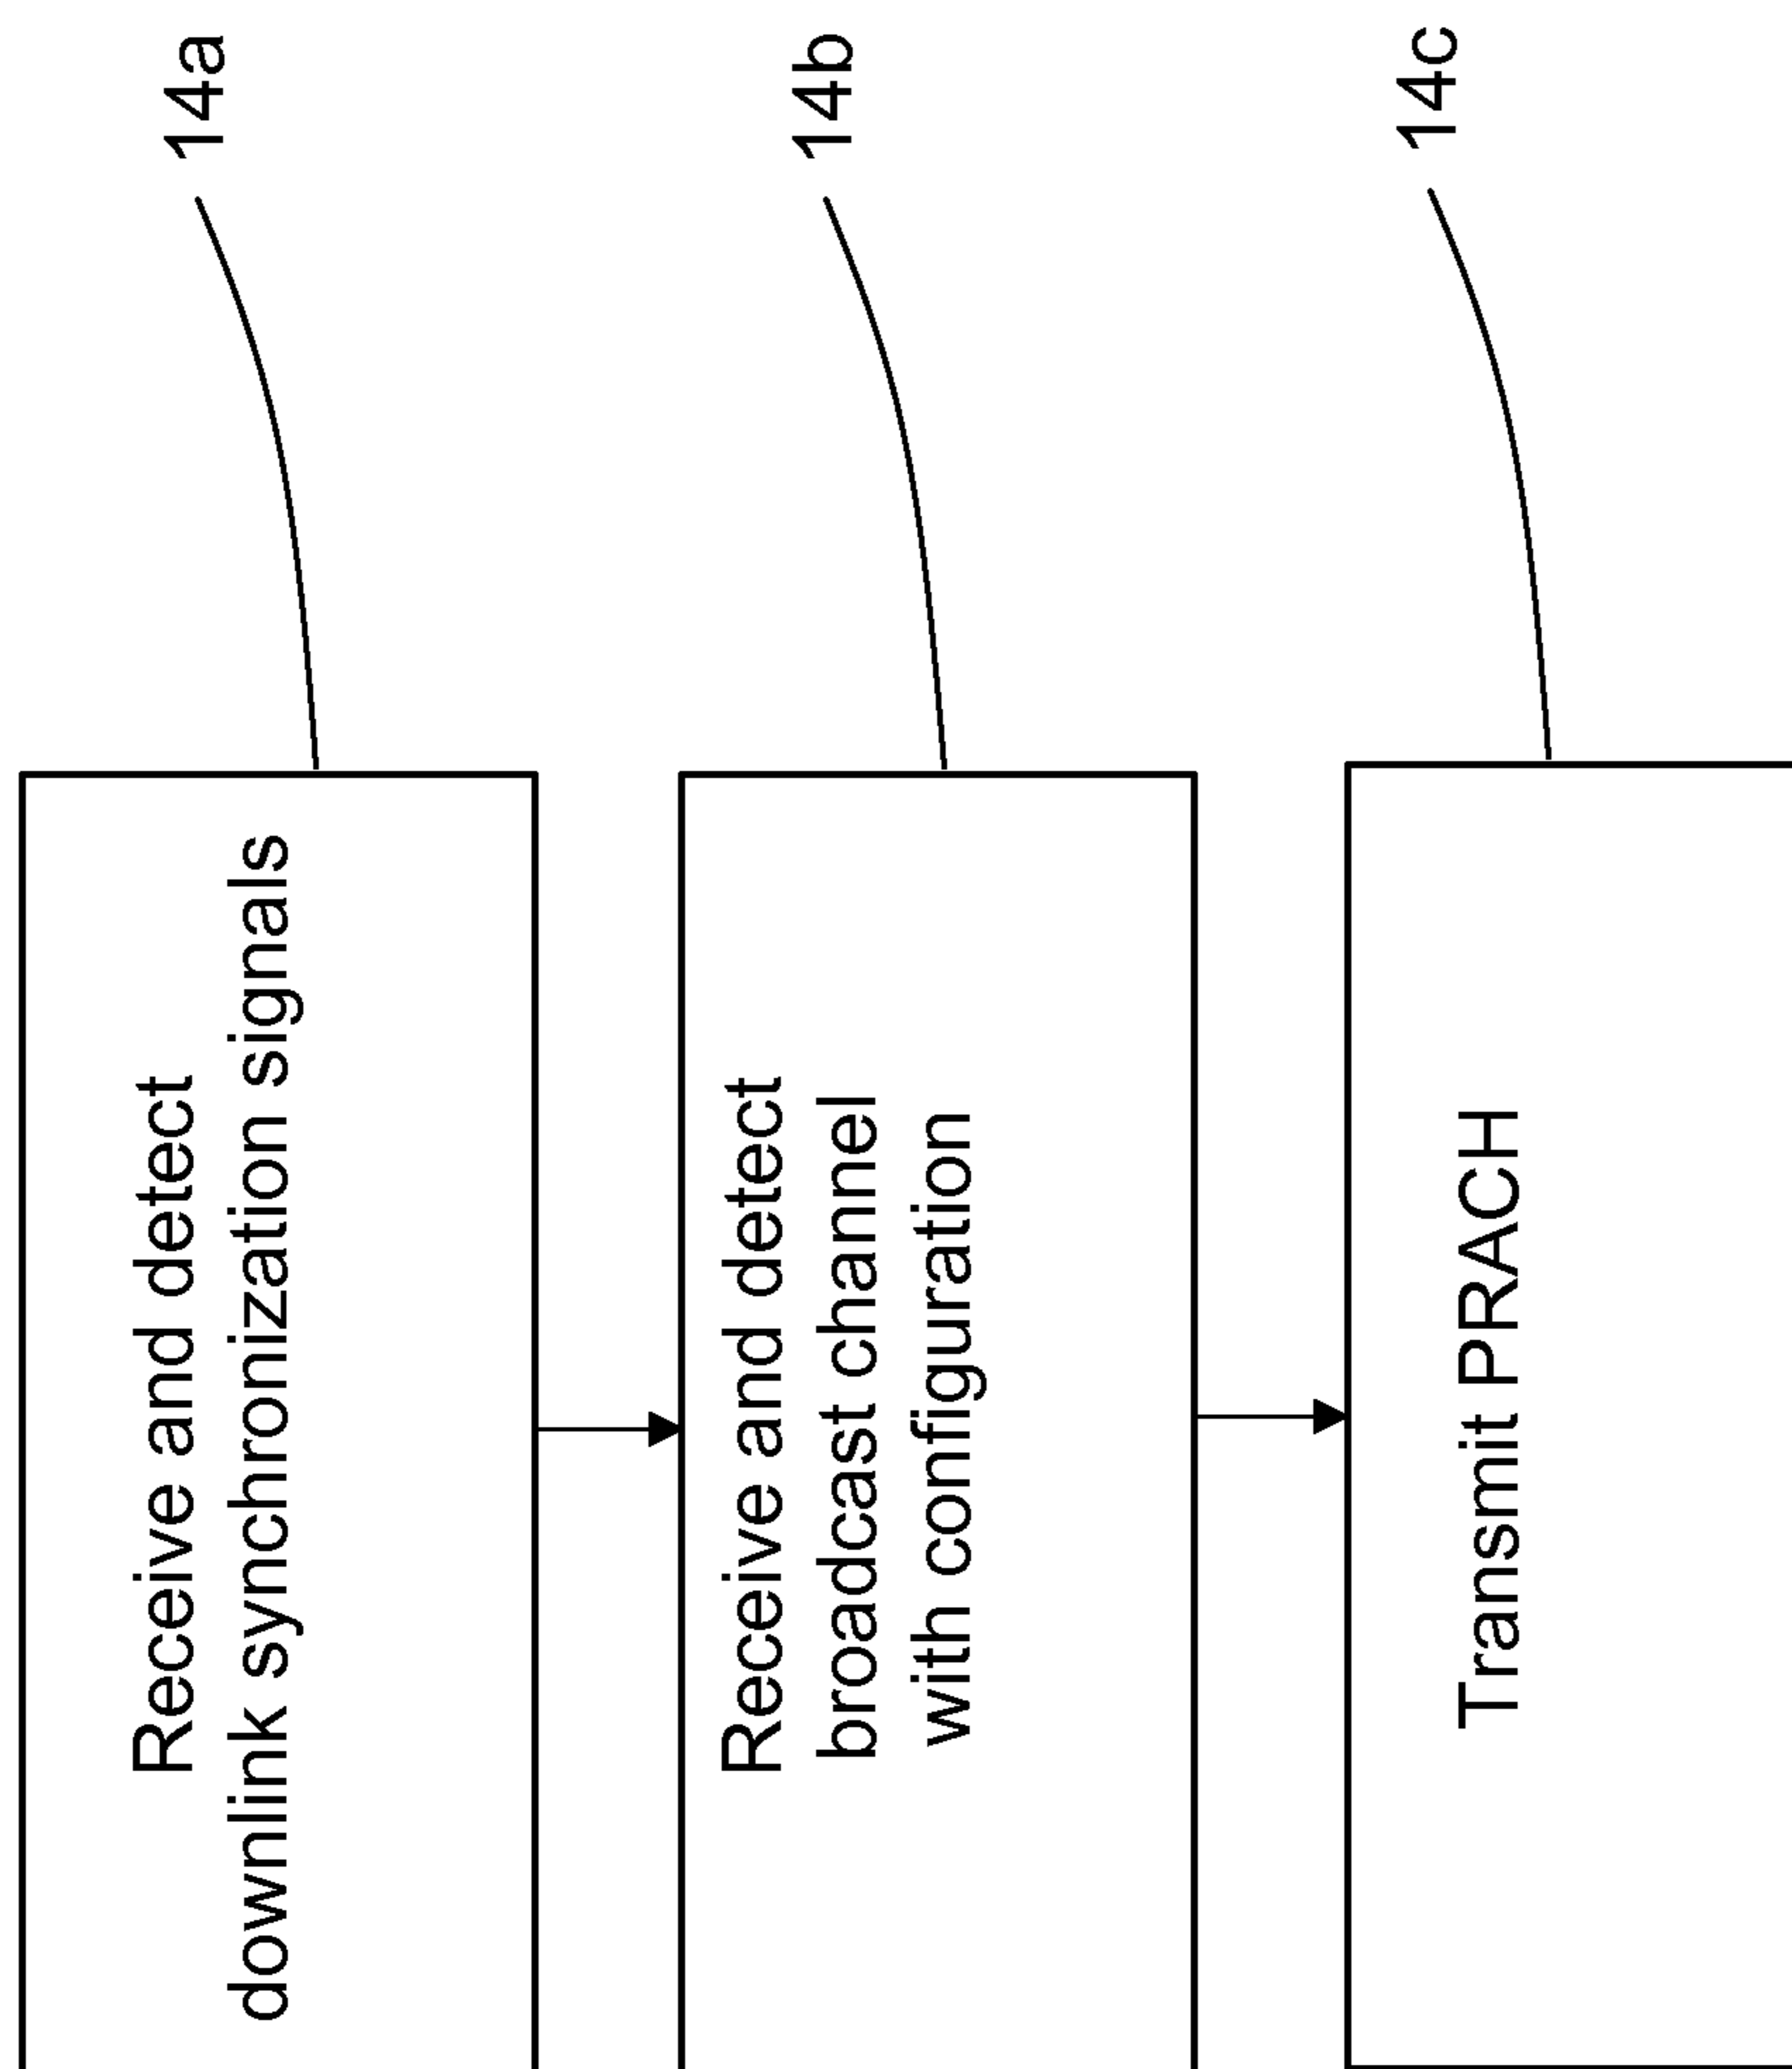 Receive and detect
downlink synchronization signals
14a
Receive and detect
broadcast channel
with configuration
14b
Transmit PRACH
14c